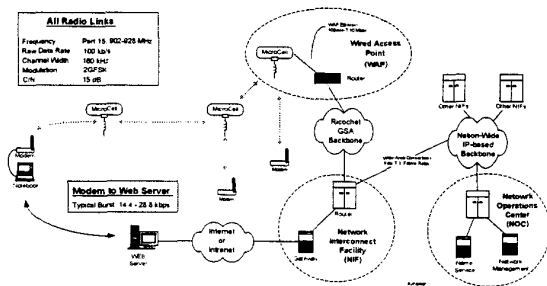 All Radio Links
Frequency Part 15, 902-928 MHz
Raw Data Rate 100 kb/s
Channel Width 160 kHz
Modulation 2GFSK
C/N 15 dB
MicroCell
Wired Access
Point
(WAP)
Router
MicroCell
MicroCell
Other NIFs
Other NIFs
Ricochet
GSA
Backbone
Nation-Wide
IP-based
Backbone
Modem
Modem
Notebook
Modem to Web Server
Typical Burst: 14.4 - 28.8 kbps
Modem
Router
Internet
or
Intranet
WEB
Server
Gateway
Network
Interconnect
Facility
(NIF)
Network
Operations
Center
(NOC)
Name
Service
Network
Management